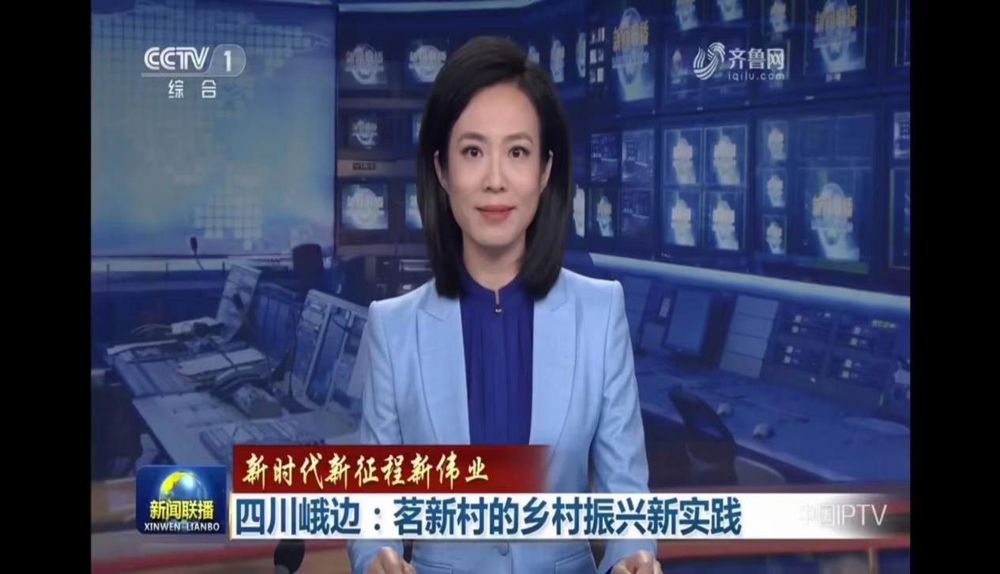 CCTV 1
综合
齐鲁网
iqilu.com
新时代新征程新伟业
新闻联播
XINWEN LIANBO
四川峨边：茗新村的乡村振兴新实践
中国IPTV